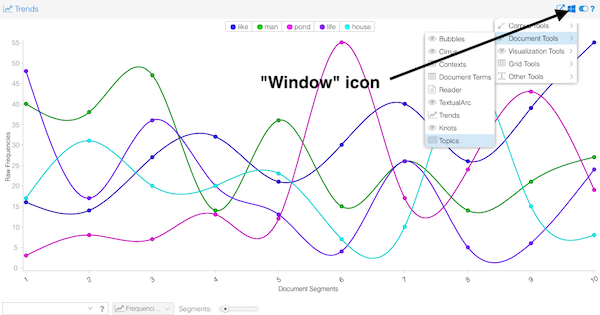 Trends
?
like man pond life house
Corpus Tools
Bubbles
Document Tools
Cirrus
Visualization Tools
Contexts
Grid Tools
Document Terms
Other Tools
Reader
TextualArc
Trends
Knots
Topics
"Window" icon
55
50
45
40
35
30
25
20
15
10
5
0
Raw Frequencies
1 2 3 4 5 6 7 8 9 10
Document Segments
? Frequenci... Segments: